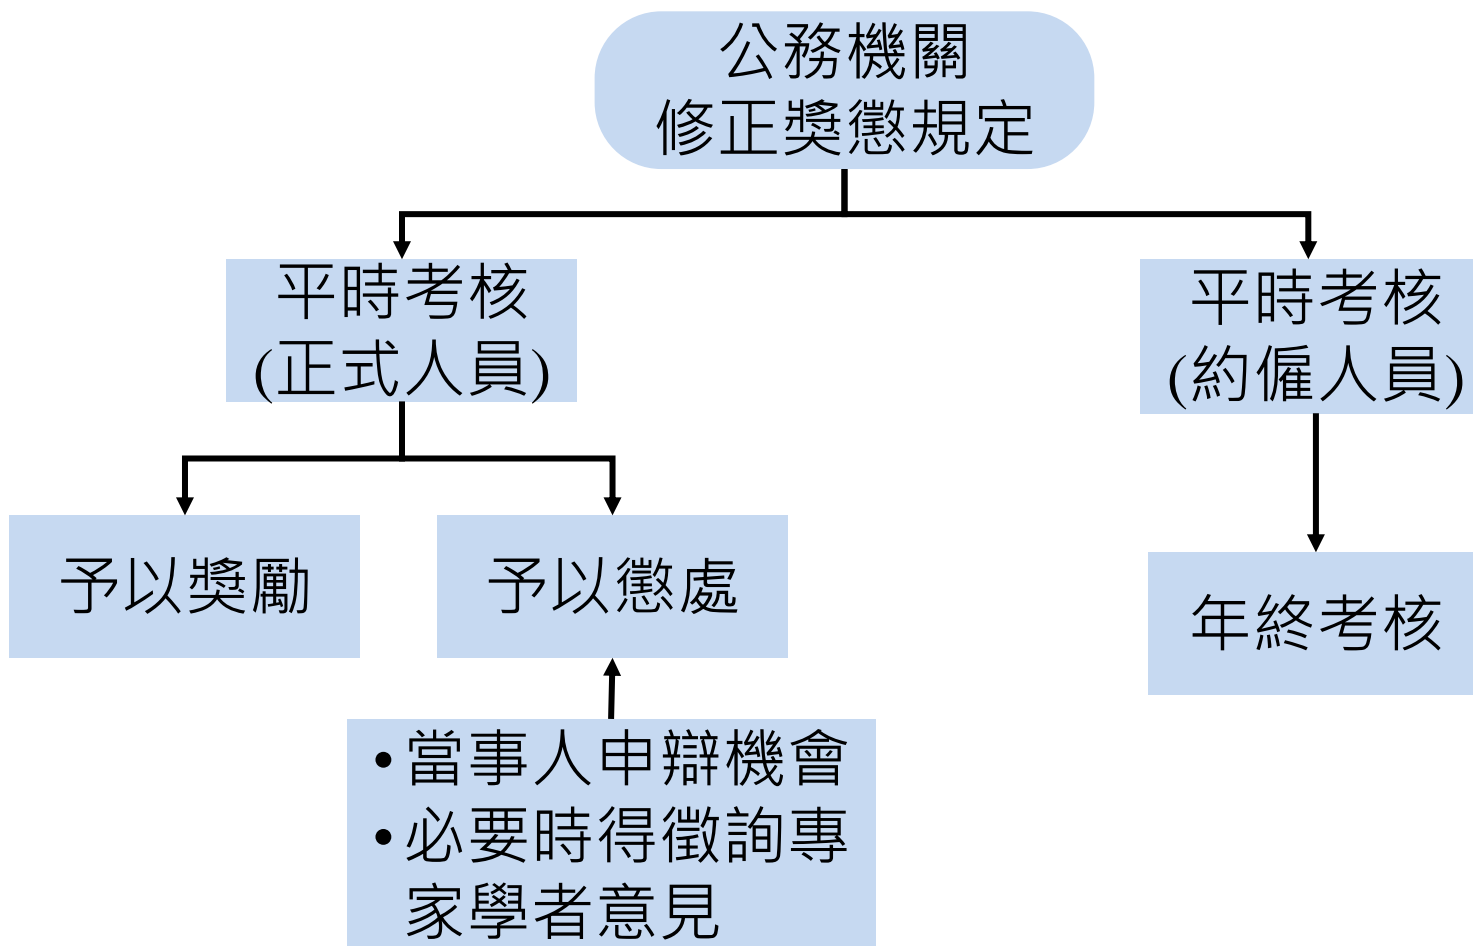 公務機關
修正獎懲規定
平時考核
(正式人員)
平時考核
(約僱人員)
予以獎勵
予以懲處
年終考核
•當事人申辯機會
•必要時得徵詢專
家學者意見